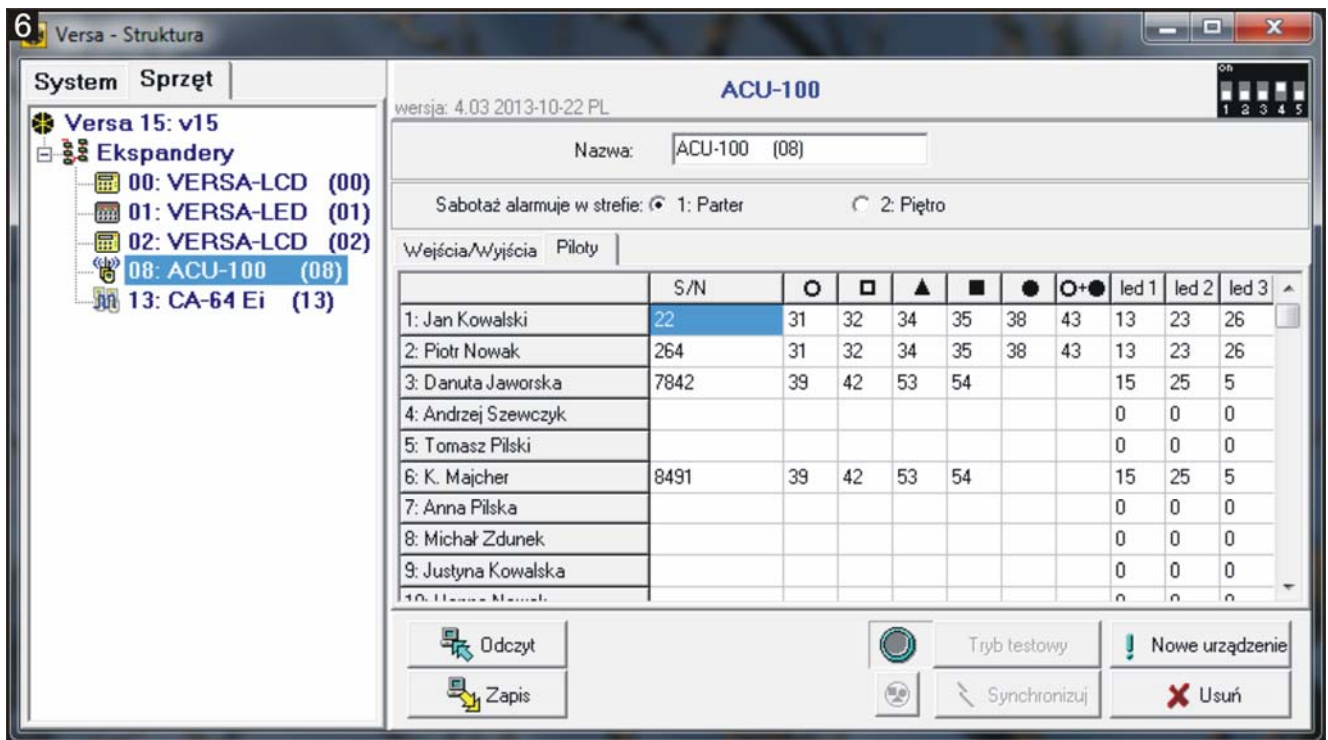 6
Versa - Struktura
System Sprzęt
Versa 15: v15
Ekspandery
00: VERSA-LCD (00)
01: VERSA-LED (01)
02: VERSA-LCD (02)
08: ACU-100 (08)
13: CA-64 Ei (13)
ACU-100
wersja: 4.03 2013-10-22 PL
on
1 2 3 4 5
Nazwa: ACU-100 (08)
Sabotaż alarmuje w strefie: 1: Parter 2: Piętro
Wejścia/Wyjścia Piloty
S/N led 1 led 2 led 3
1: Jan Kowalski 22 31 32 34 35 38 43 13 23 26
2: Piotr Nowak 264 31 32 34 35 38 43 13 23 26
3: Danuta Jaworska 7842 39 42 53 54 15 25 5
4: Andrzej Szewczyk 0 0 0
5: Tomasz Pilski 0 0 0
6: K. Majcher 8491 39 42 53 54 15 25 5
7: Anna Pilska 0 0 0
8: Michał Zdunek 0 0 0
9: Justyna Kowalska 0 0 0
Odczyt Tryb testowy Nowe urządzenie
Zapis Synchronizuj Usuń